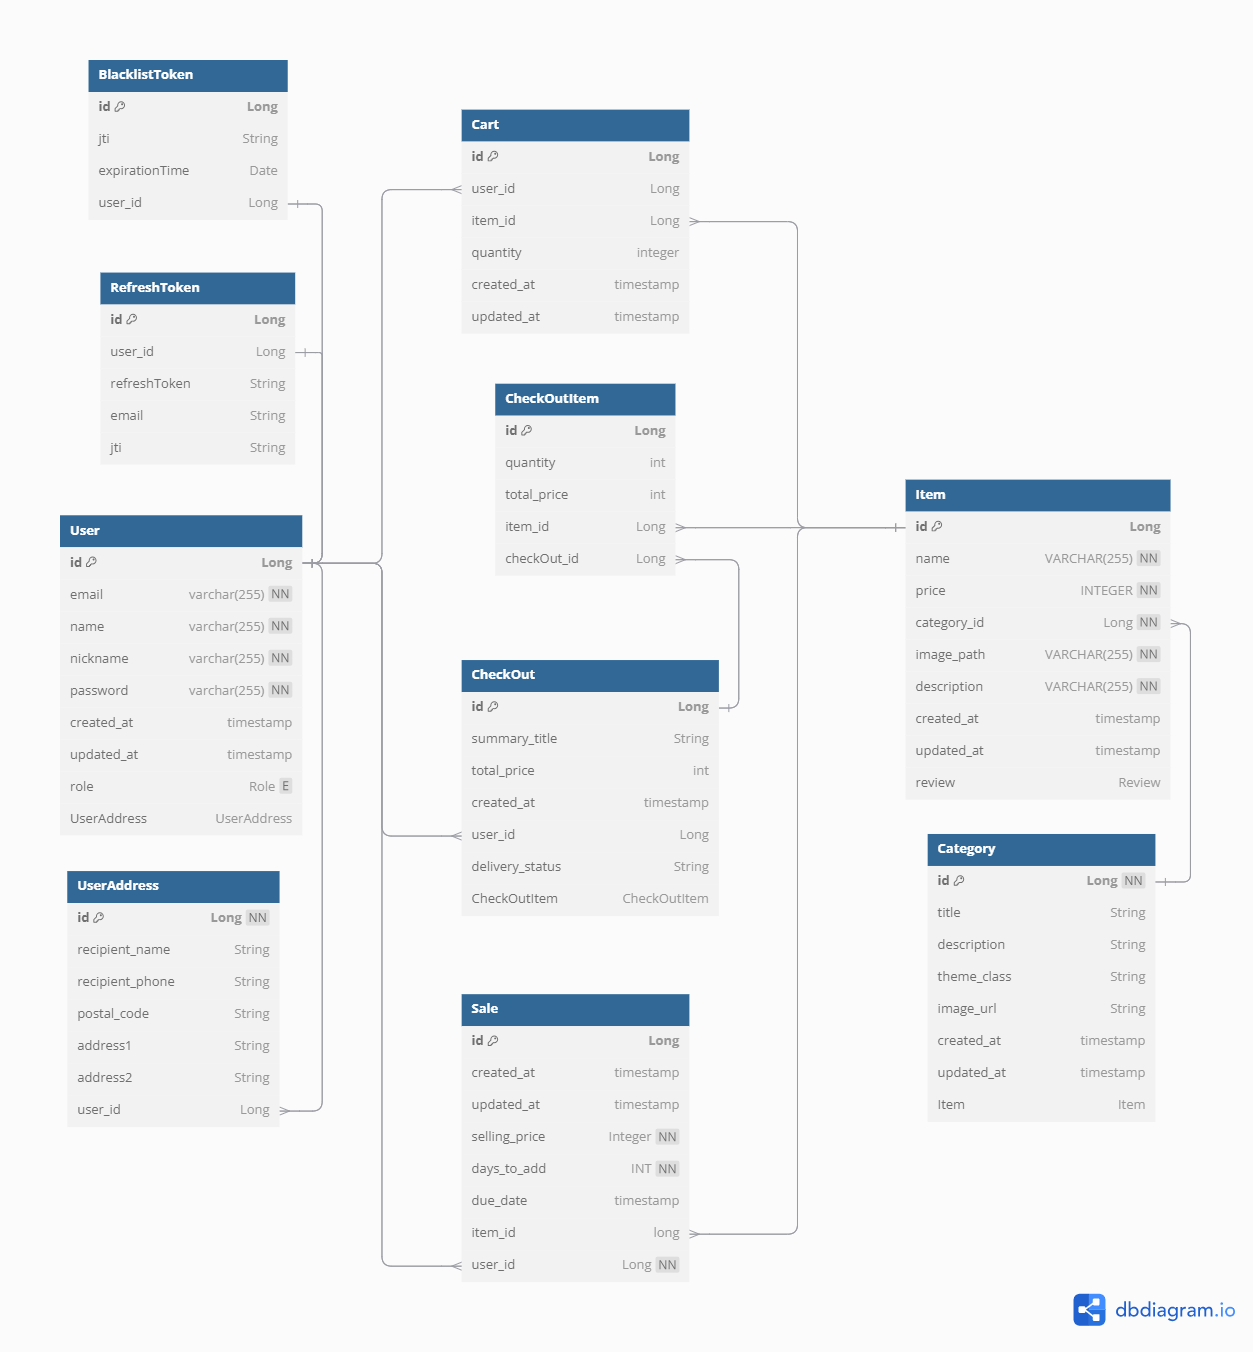 BlacklistToken
id Long
jti String
expirationTime Date
user_id Long
RefreshToken
id Long
user_id Long
refreshToken String
email String
jti String
User
id Long
email varchar(255) NN
name varchar(255) NN
nickname varchar(255) NN
password varchar(255) NN
created_at timestamp
updated_at timestamp
role Role E
UserAddress UserAddress
UserAddress
id Long NN
recipient_name String
recipient_phone String
postal_code String
address1 String
address2 String
user_id Long
Cart
id Long
user_id Long
item_id Long
quantity integer
created_at timestamp
updated_at timestamp
CheckOutItem
id Long
quantity int
total_price int
item_id Long
checkOut_id Long
CheckOut
id Long
summary_title String
total_price int
created_at timestamp
user_id Long
delivery_status String
CheckOutItem CheckOutItem
Sale
id Long
created_at timestamp
updated_at timestamp
selling_price Integer NN
days_to_add INT NN
due_date timestamp
item_id long
user_id Long NN
Item
id Long
name VARCHAR(255) NN
price INTEGER NN
category_id Long NN
image_path VARCHAR(255) NN
description VARCHAR(255) NN
created_at timestamp
updated_at timestamp
review Review
Category
id Long NN
title String
description String
theme_class String
image_url String
created_at timestamp
updated_at timestamp
Item Item
dbdiagram.io